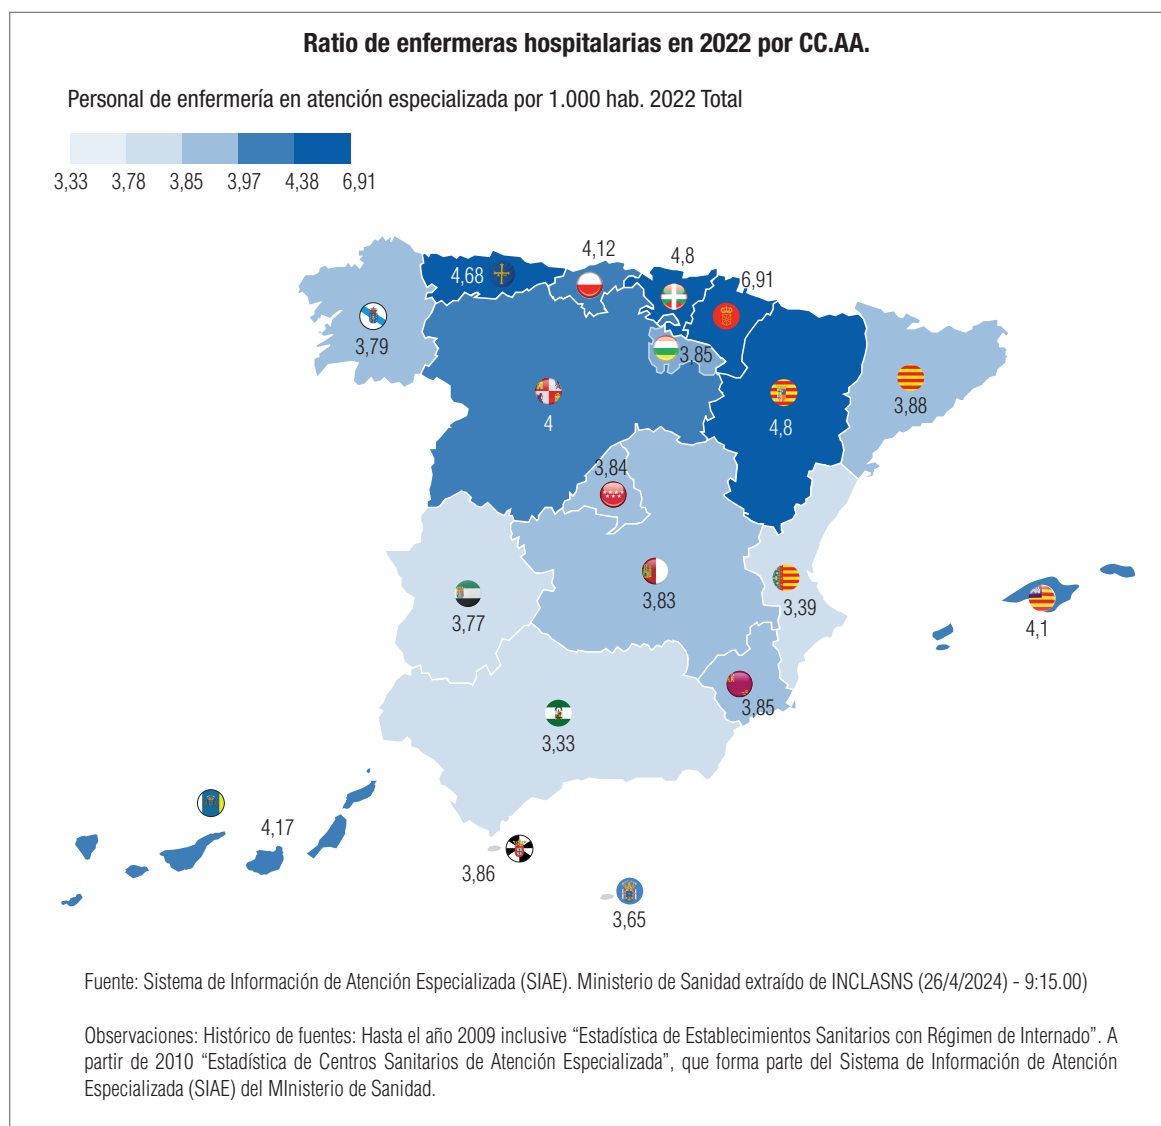 Ratio de enfermeras hospitalarias en 2022 por CC.AA.
Personal de enfermería en atención especializada por 1.000 hab. 2022 Total
3,33 3,78 3,85 3,97 4,38 6,91
4,12
4,8
4,68
6,91
3,79
3,85
3,88
4
4,8
3,84
3,83
3,39
3,77
4,1
3,85
3,33
4,17
3,86
3,65
Fuente: Sistema de Información de Atención Especializada (SIAE). Ministerio de Sanidad extraído de INCLASNS (26/4/2024) - 9:15.00)
Observaciones: Histórico de fuentes: Hasta el año 2009 inclusive “Estadística de Establecimientos Sanitarios con Régimen de Internado”. A
partir de 2010 “Estadística de Centros Sanitarios de Atención Especializada”, que forma parte del Sistema de Información de Atención
Especializada (SIAE) del MInisterio de Sanidad.